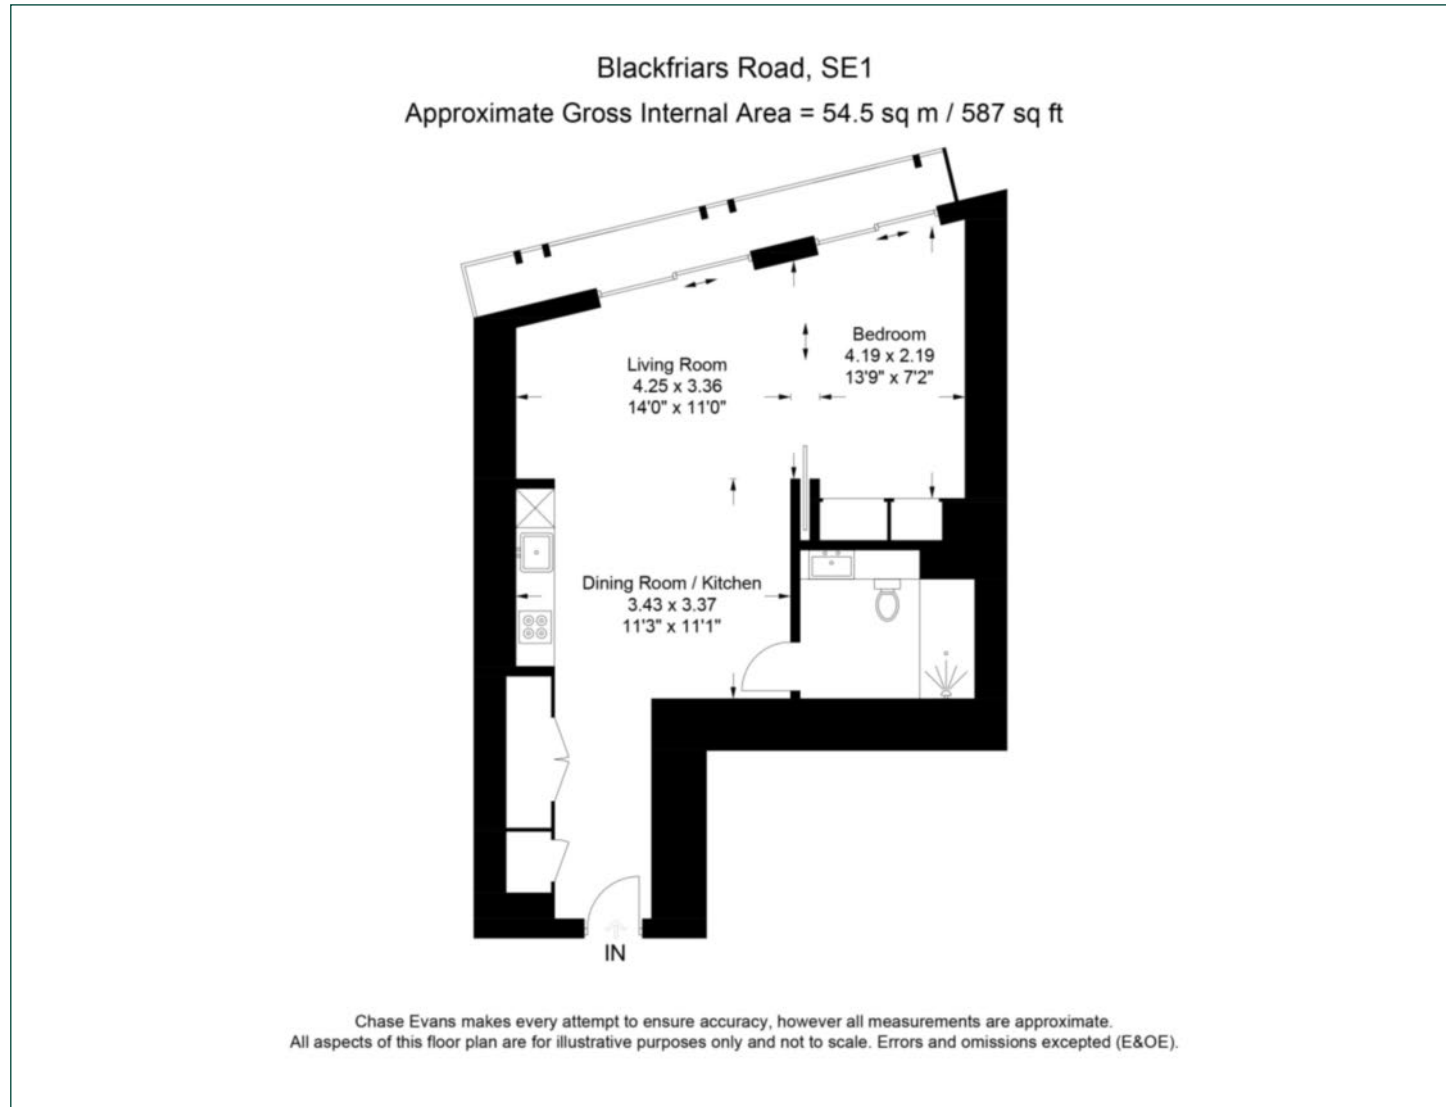 Blackfriars Road, SE1
Approximate Gross Internal Area = 54.5 sq m / 587 sq ft
Bedroom
4.19 x 2.19
13'9" x 7'2"
Living Room
4.25 x 3.36
14'0" x 11'0"
Dining Room / Kitchen
3.43 x 3.37
11'3" x 11'1"
IN
Chase Evans makes every attempt to ensure accuracy, however all measurements are approximate.
All aspects of this floor plan are for illustrative purposes only and not to scale. Errors and omissions excepted (E&OE).